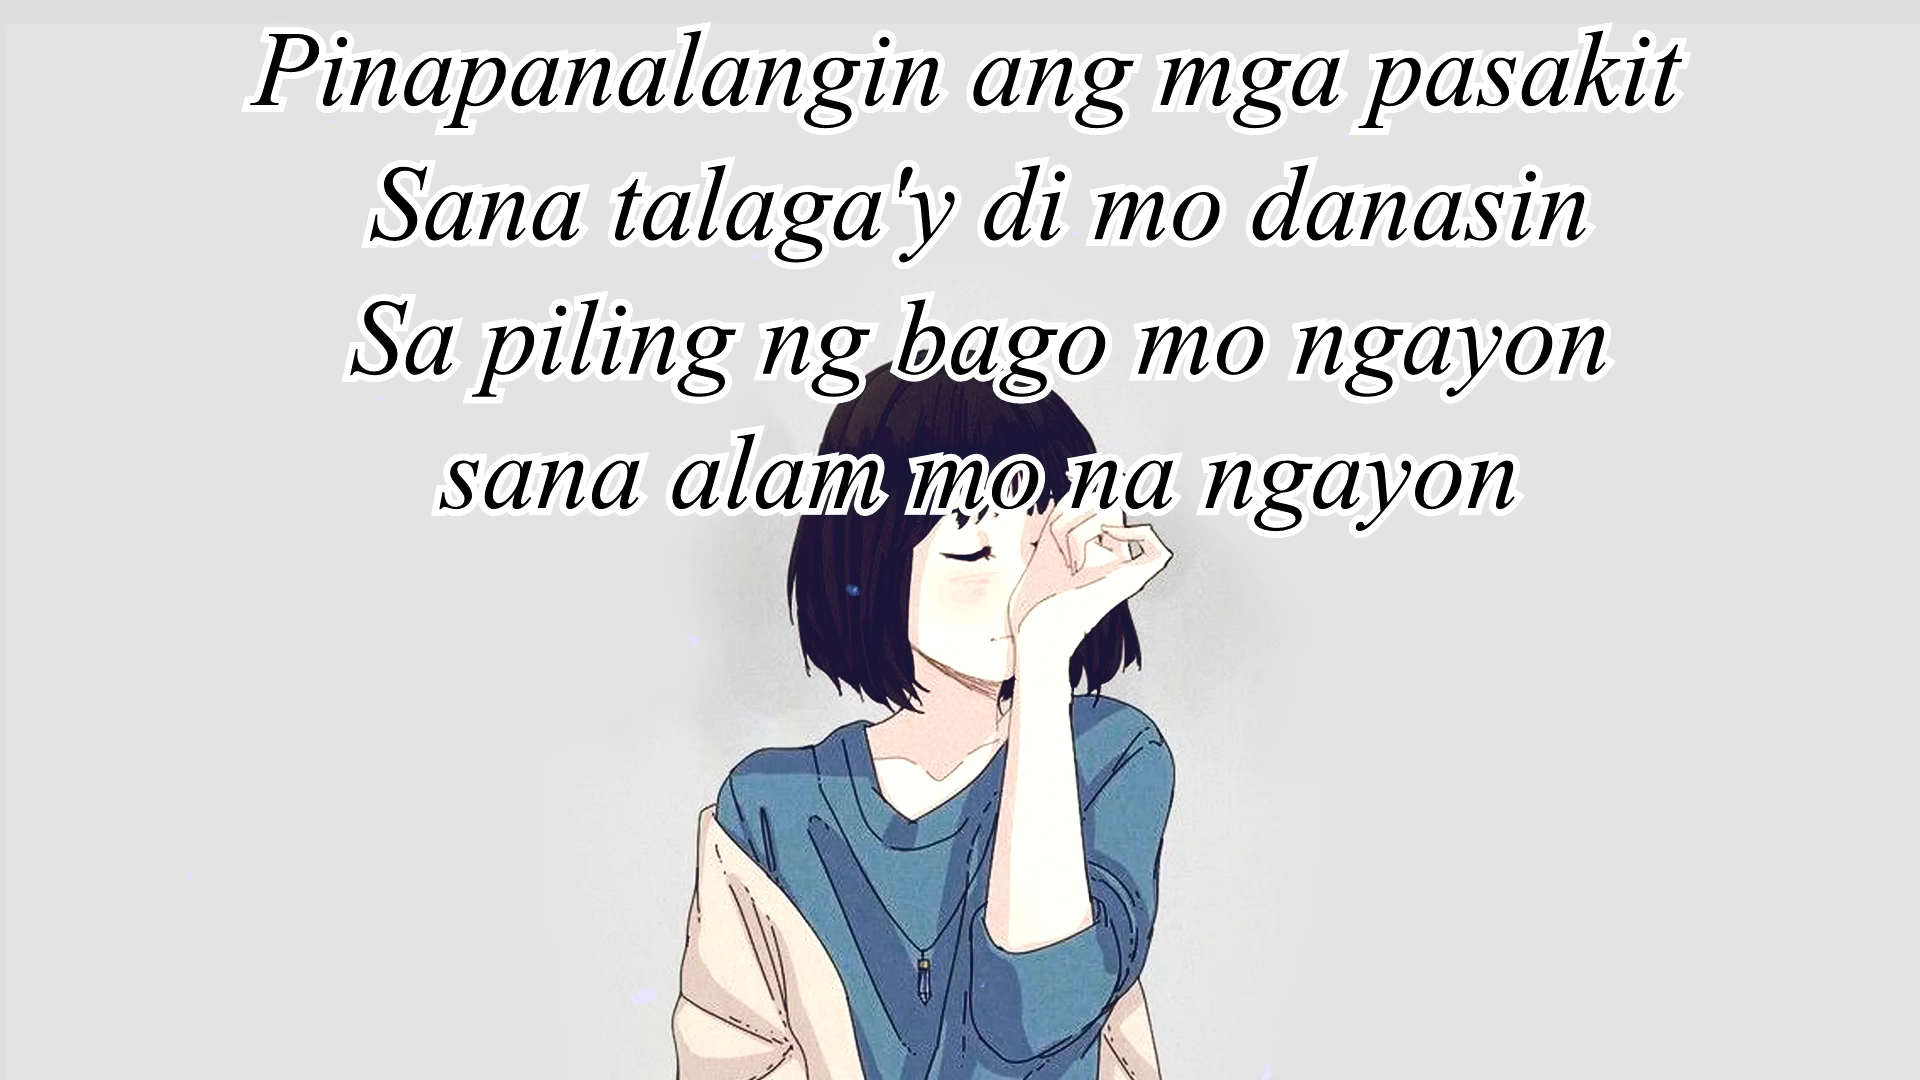 Pinapanalangin ang mga pasakit
Sana talaga'y di mo danasin
Sa piling ng bago mo ngayon
sana alam mo na ngayon